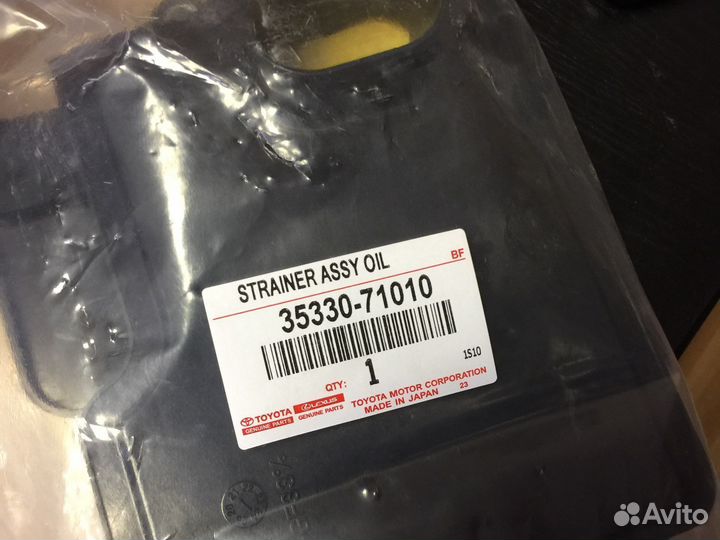 STRAINER ASSY OIL
BF
35330-71010
QTY: 1
1S10
TOYOTA
GENUINE PARTS
LEXUS
GENUINE PARTS
TOYOTA MOTOR CORPORATION
MADE IN JAPAN 23
Avito